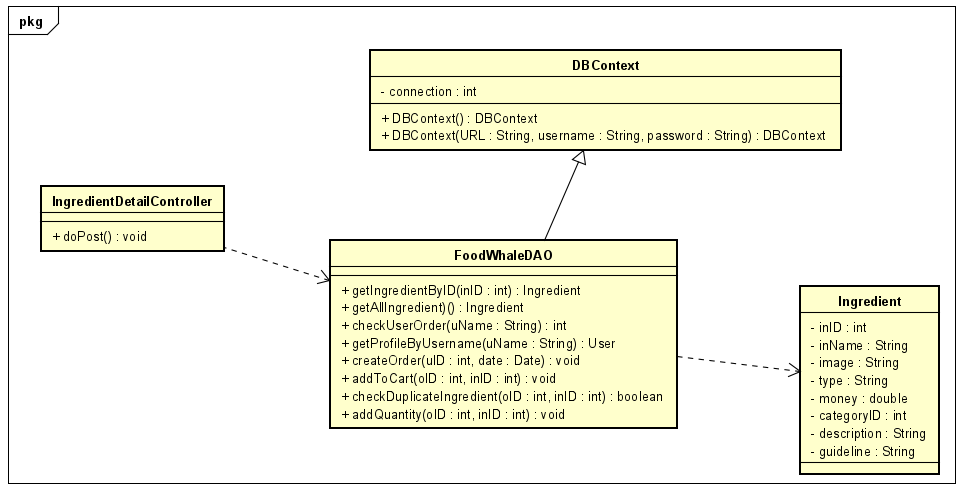 pkg
DBContext
- connection : int
+ DBContext() : DBContext
+ DBContext(URL : String, username : String, password : String) : DBContext
IngredientDetailController
+ doPost() : void
FoodWhaleDAO
+ getIngredientByID(inID : int) : Ingredient
+ getAllIngredient)() : Ingredient
+ checkUserOrder(uName : String) : int
+ getProfileByUsername(uName : String) : User
+ createOrder(uID : int, date : Date) : void
+ addToCart(oID : int, inID : int) : void
+ checkDuplicateIngredient(oID : int, inID : int) : boolean
+ addQuantity(oID : int, inID : int) : void
Ingredient
- inID : int
- inName : String
- image : String
- type : String
- money : double
- categoryID : int
- description : String
- guideline : String